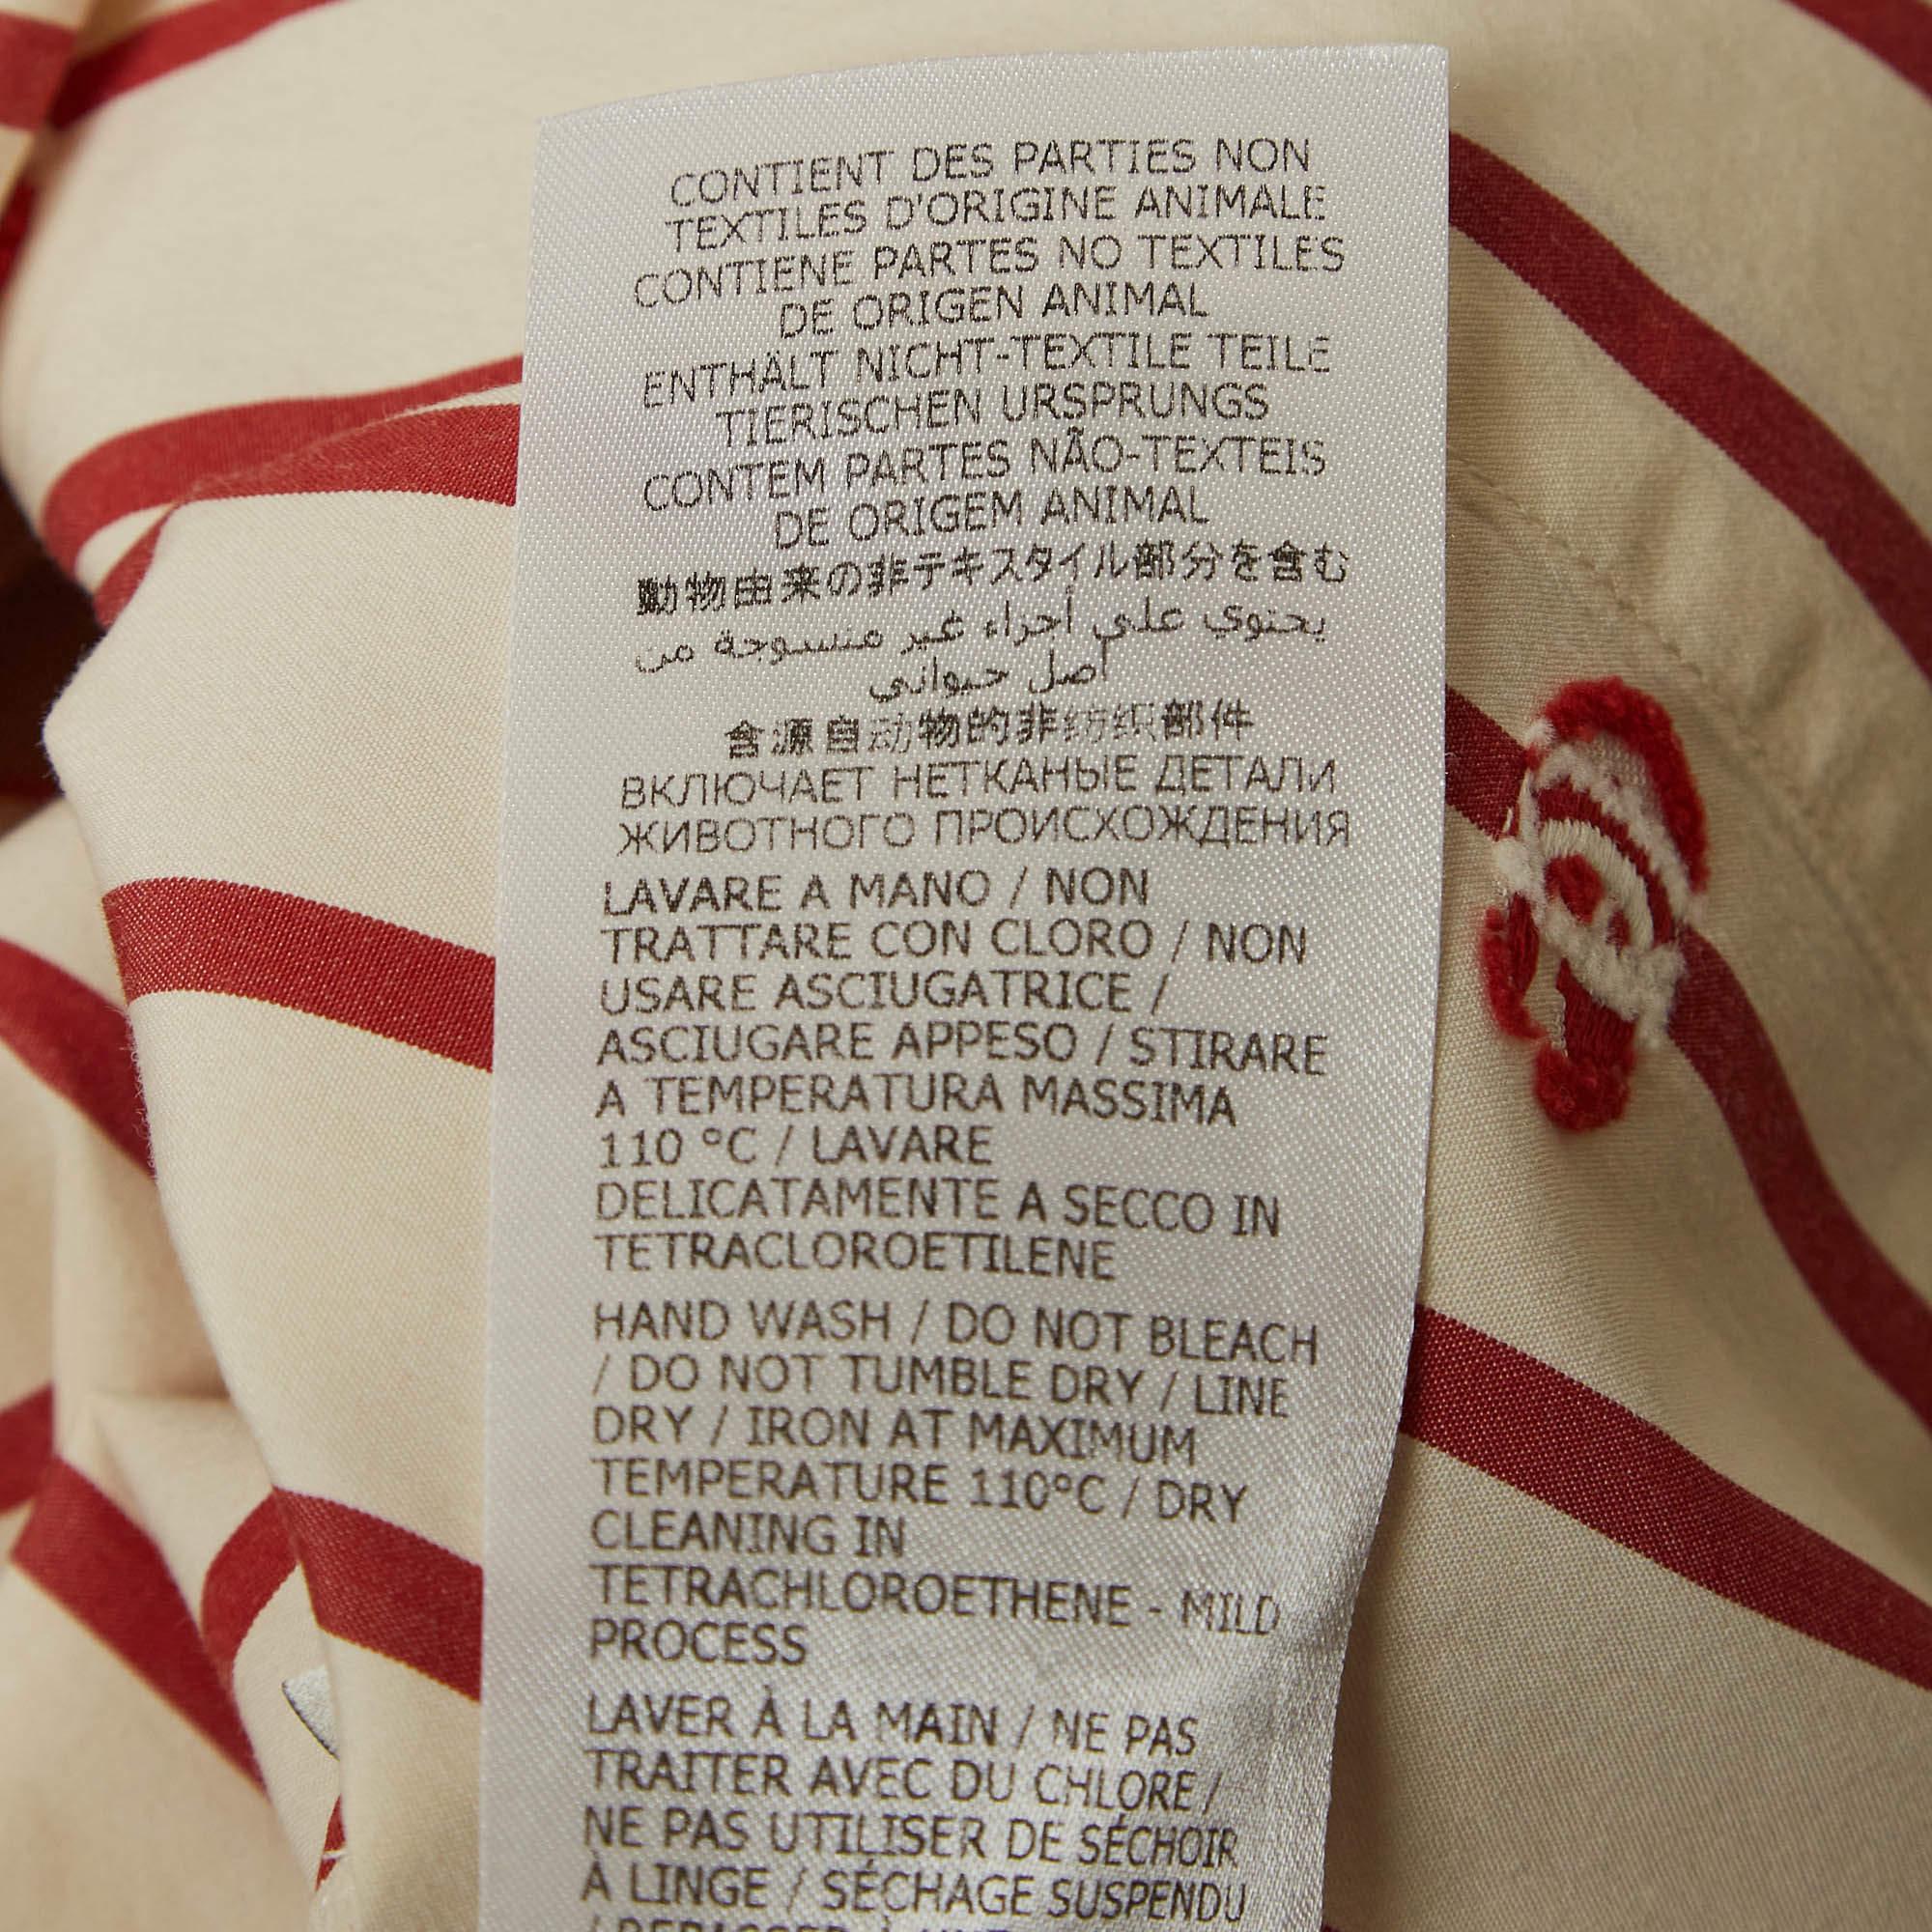 CONTIENT DES PARTIES NON
TEXTILES D'ORIGINE ANIMALE
CONTIENE PARTES NO TEXTILES
DE ORIGEN ANIMAL
ENTHÄLT NICHT-TEXTILE TEILE
TIERISCHEN URSPRUNGS
CONTEM PARTES NÃO-TEXTEIS
DE ORIGEM ANIMAL
動物由来の非テキスタイル部分を含む
يحتوي على أجزاء غير منسوجة من
أصل حيواني
含源自动物的非纺织部件
ВКЛЮЧАЕТ НЕТКАНЫЕ ДЕТАЛИ
ЖИВОТНОГО ПРОИСХОЖДЕНИЯ
LAVARE A MANO / NON
TRATTARE CON CLORO / NON
USARE ASCIUGATRICE /
ASCIUGARE APPESO / STIRARE
A TEMPERATURA MASSIMA
110 °C / LAVARE
DELICATAMENTE A SECCO IN
TETRACLOROETILENE
HAND WASH / DO NOT BLEACH
/ DO NOT TUMBLE DRY / LINE
DRY / IRON AT MAXIMUM
TEMPERATURE 110°C / DRY
CLEANING IN
TETRACHLOROETHENE - MILD
PROCESS
LAVER À LA MAIN / NE PAS
TRAITER AVEC DU CHLORE /
NE PAS UTILISER DE SÉCHOIR
À LINGE / SÉCHAGE SUSPENDU